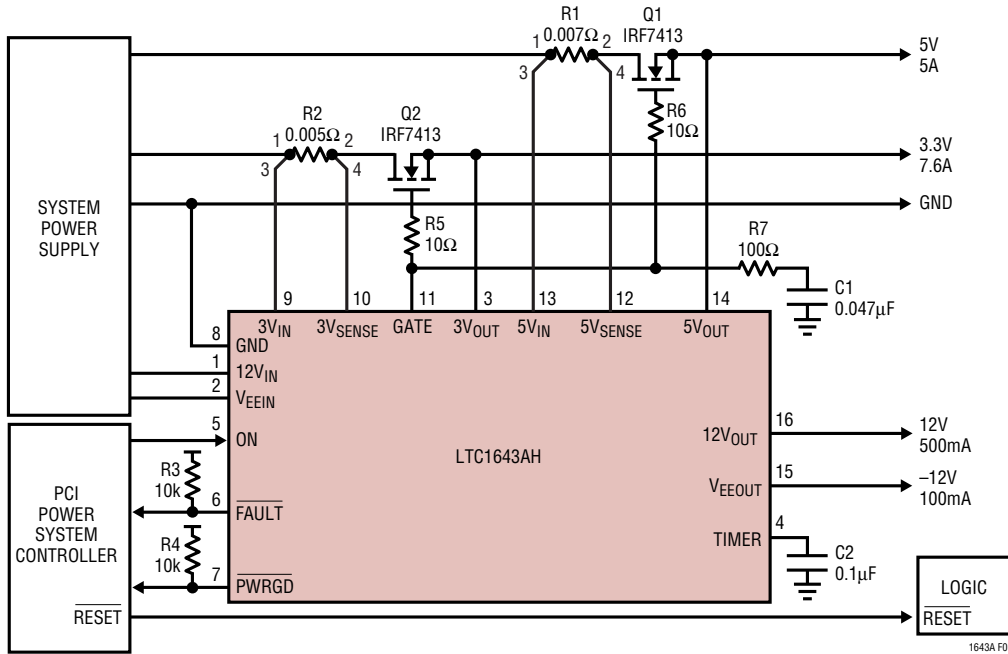 R1
0.007Ω
Q1
IRF7413
1
2
3
4
5V
5A
R6
10Ω
R2
0.005Ω
Q2
IRF7413
1
2
3
4
3.3V
7.6A
SYSTEM
POWER
SUPPLY
GND
R5
10Ω
R7
100Ω
C1
0.047µF
9
10
11
3
13
12
14
3VIN
3VSENSE
GATE
3VOUT
5VIN
5VSENSE
5VOUT
8
GND
1
12VIN
2
VEEIN
5
ON
LTC1643AH
16
12VOUT
12V
500mA
15
VEEOUT
–12V
100mA
PCI
POWER
SYSTEM
CONTROLLER
R3
10k
6
FAULT
R4
10k
7
PWRGD
4
TIMER
C2
0.1µF
RESET
LOGIC
RESET
1643A F0